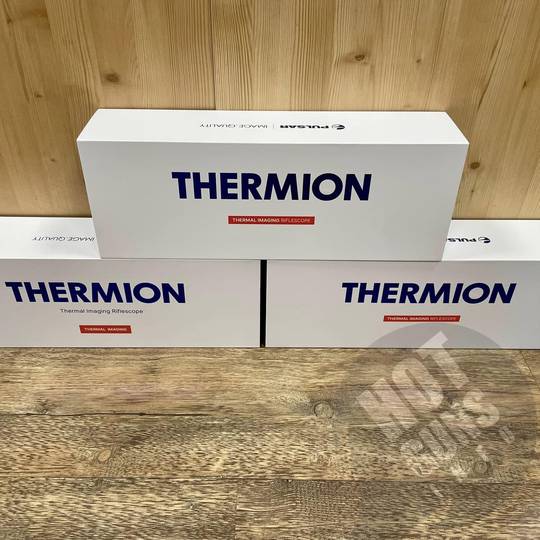 IMAGE QUALITY | PULSAR
THERMION
THERMAL IMAGING RIFLESCOPE
IMAGE QUALITY
THERMION
Thermal Imaging Riflescope
THERMAL IMAGING
PULSAR
THERMION
THERMAL IMAGING RIFLESCOPE
HOT
GUNS